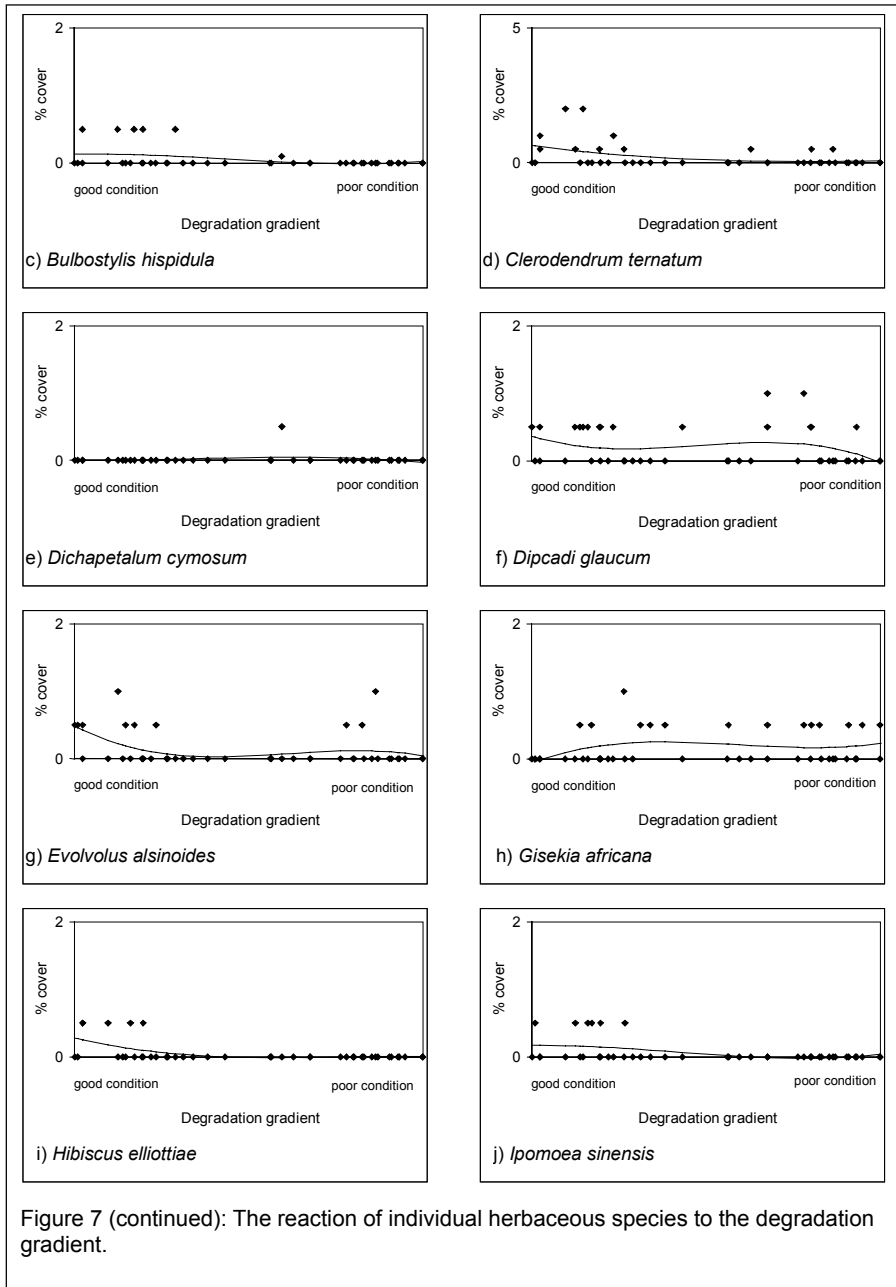 2
% cover
0
good condition
poor condition
Degradation gradient
c) Bulbostylis hispidula
5
% cover
0
good condition
poor condition
Degradation gradient
d) Clerodendrum ternatum
2
% cover
0
good condition
poor condition
Degradation gradient
e) Dichapetalum cymosum
2
% cover
0
good condition
poor condition
Degradation gradient
f) Dipcadi glaucum
2
% cover
0
good condition
poor condition
Degradation gradient
g) Evolvolus alsinoides
2
% cover
0
good condition
poor condition
Degradation gradient
h) Gisekia africana
2
% cover
0
good condition
poor condition
Degradation gradient
i) Hibiscus elliottiae
2
% cover
0
good condition
poor condition
Degradation gradient
j) Ipomoea sinensis
Figure 7 (continued): The reaction of individual herbaceous species to the degradation
gradient.